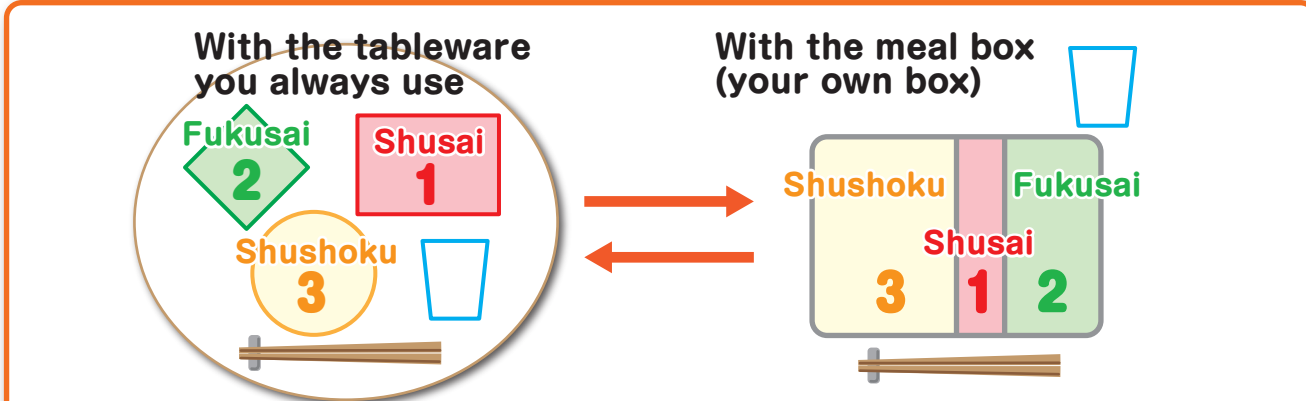 With the tableware
you always use
Fukusai
2
Shusai
1
Shushoku
3
With the meal box
(your own box)
Shushoku
3
Shusai
1
Fukusai
2